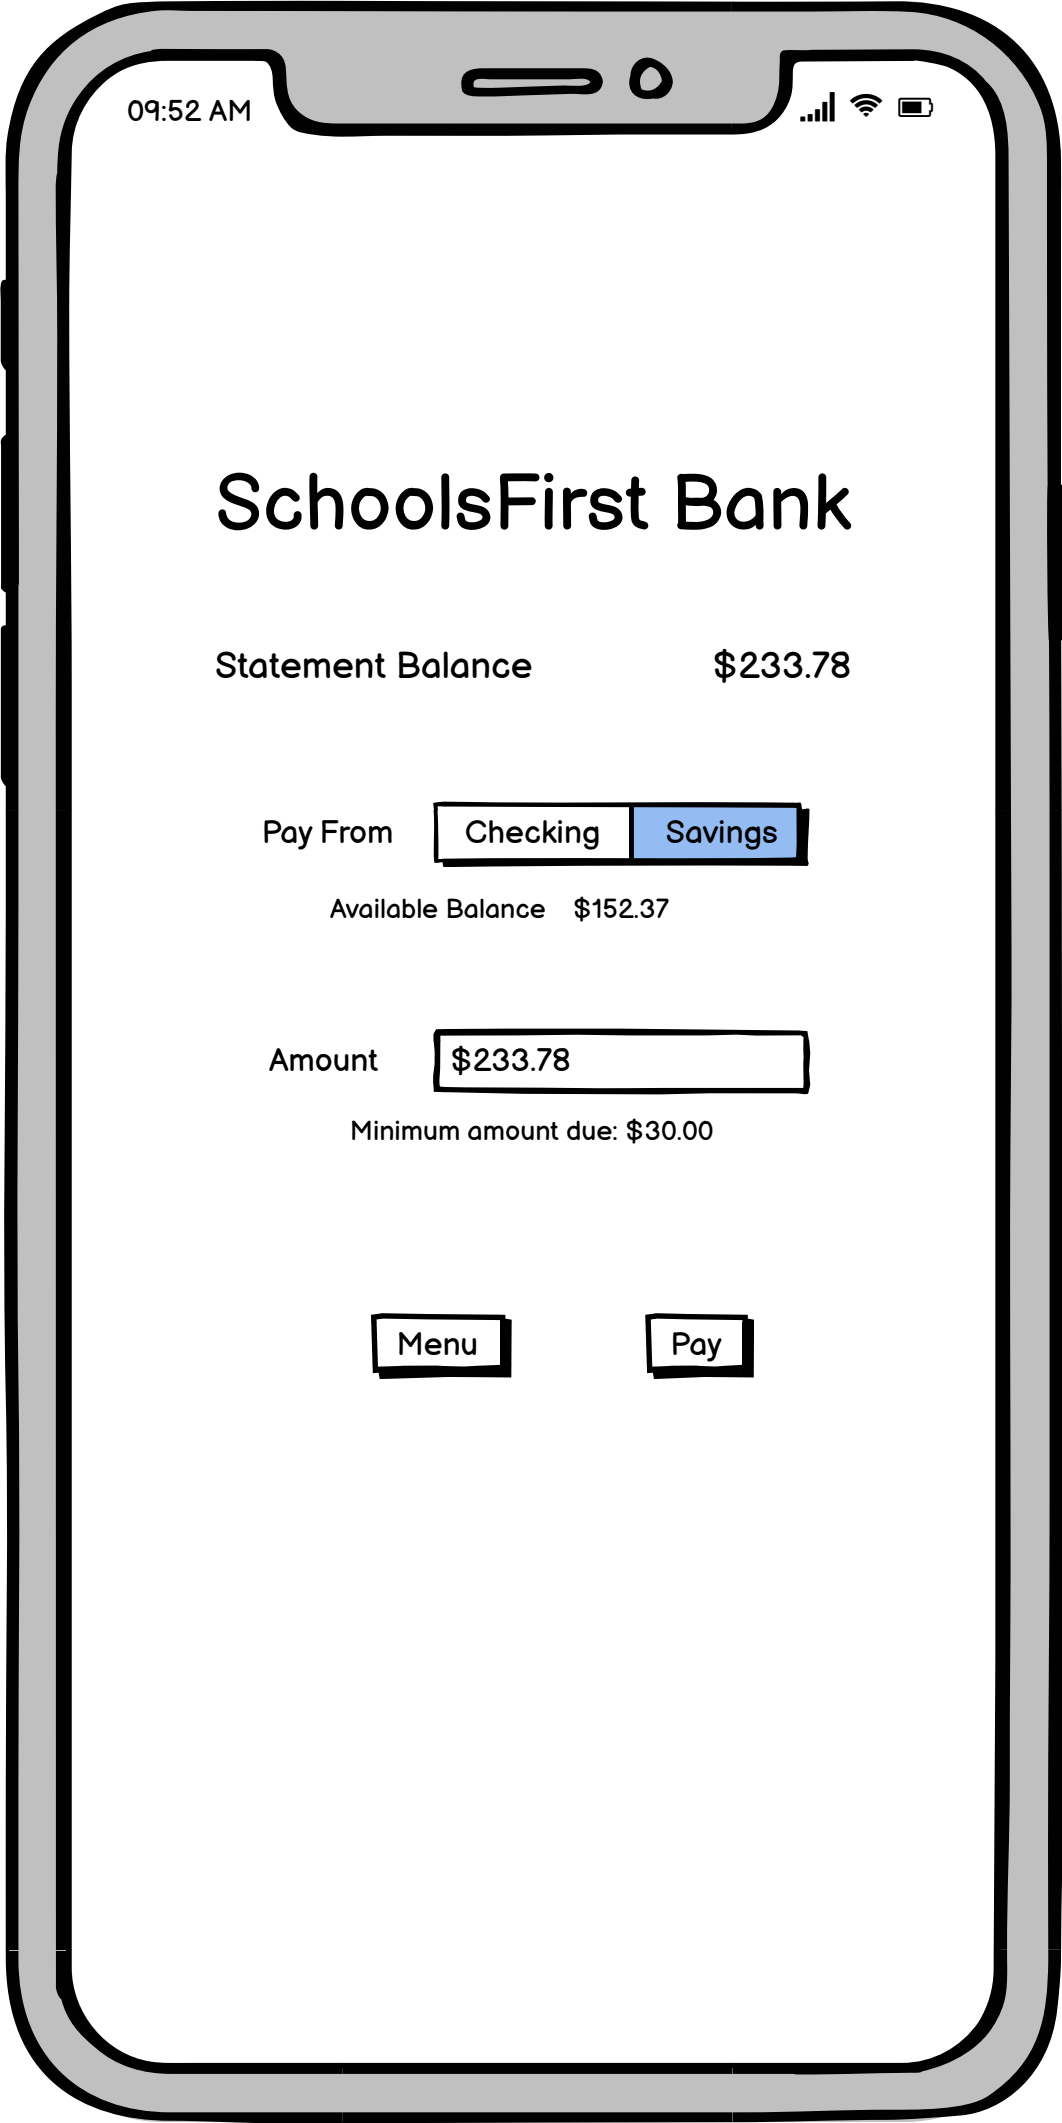 09:52 AM
SchoolsFirst Bank
Statement Balance $233.78
Pay From Checking Savings
Available Balance $152.37
Amount $233.78
Minimum amount due: $30.00
Menu Pay